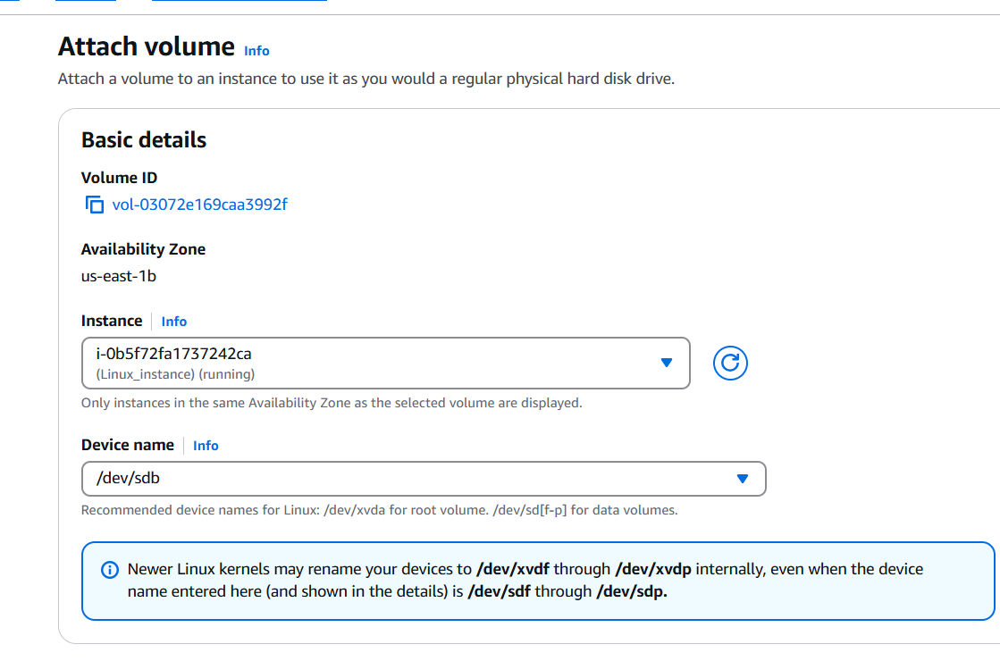 Attach volume Info
Attach a volume to an instance to use it as you would a regular physical hard disk drive.
Basic details
Volume ID
vol-03072e169caa3992f
Availability Zone
us-east-1b
Instance Info
i-0b5f72fa1737242ca
(Linux_instance) (running)
Only instances in the same Availability Zone as the selected volume are displayed.
Device name Info
/dev/sdb
Recommended device names for Linux: /dev/xvda for root volume. /dev/sd[f-p] for data volumes.
Newer Linux kernels may rename your devices to /dev/xvdf through /dev/xvdp internally, even when the device
name entered here (and shown in the details) is /dev/sdf through /dev/sdp.